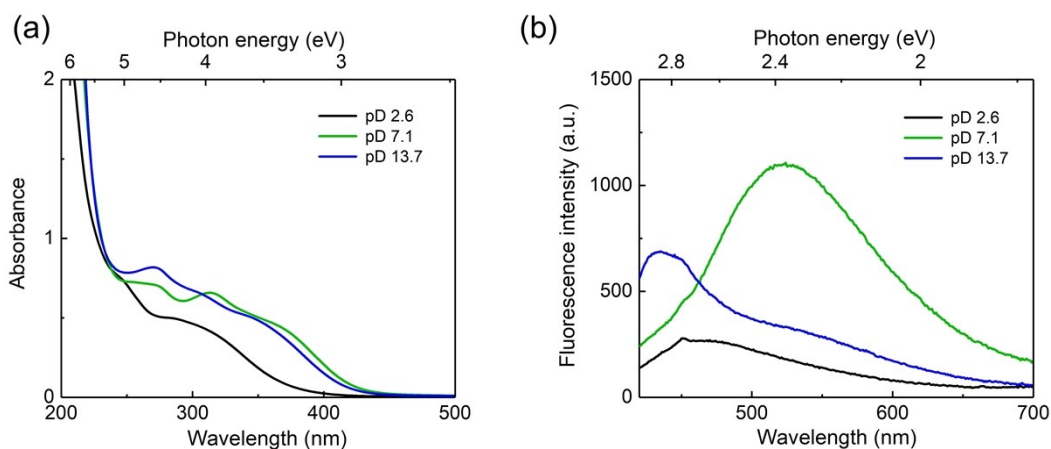 (a)
Photon energy (eV)
6 5 4 3
2
1
0
Absorbance
pD 2.6
pD 7.1
pD 13.7
200 300 400 500
Wavelength (nm)
(b)
Photon energy (eV)
2.8 2.4 2
1500
1000
500
0
Fluorescence intensity (a.u.)
pD 2.6
pD 7.1
pD 13.7
500 600 700
Wavelength (nm)